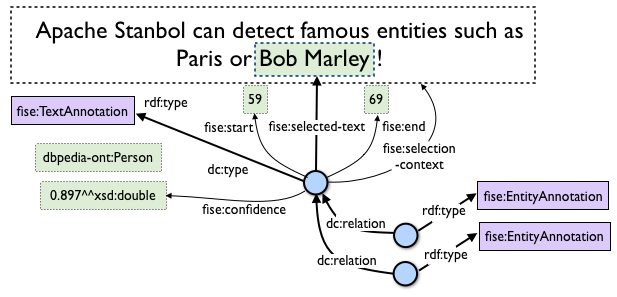 Apache Stanbol can detect famous entities such as
Paris or Bob Marley !
59
69
fise:TextAnnotation
rdf:type
fise:start
fise:selected-text
fise:end
fise:selection
-context
dbpedia-ont:Person
dc:type
0.897^^xsd:double
fise:confidence
fise:EntityAnnotation
rdf:type
dc:relation
fise:EntityAnnotation
rdf:type
dc:relation